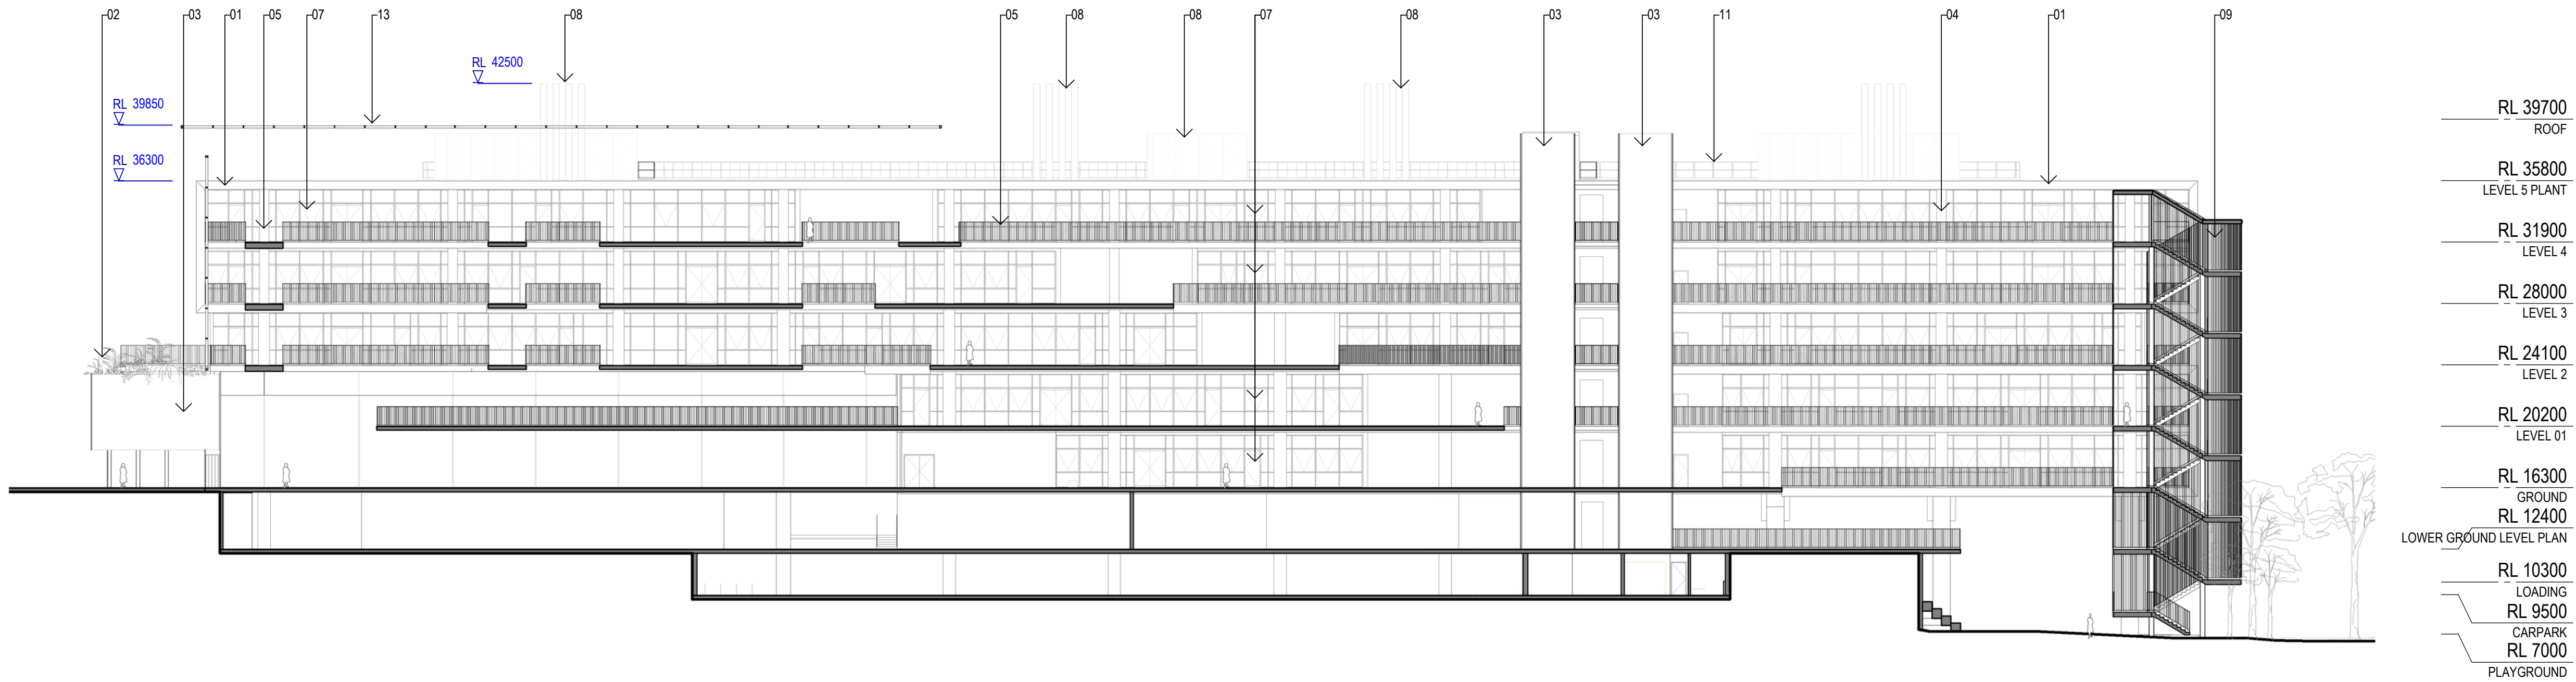 02
03
01
05
07
13
08
05
08
08
07
08
03
03
11
04
01
09
RL 42500
RL 39850
RL 36300
RL 39700
ROOF
RL 35800
LEVEL 5 PLANT
RL 31900
LEVEL 4
RL 28000
LEVEL 3
RL 24100
LEVEL 2
RL 20200
LEVEL 01
RL 16300
GROUND
RL 12400
LOWER GROUND LEVEL PLAN
RL 10300
LOADING
RL 9500
CARPARK
RL 7000
PLAYGROUND